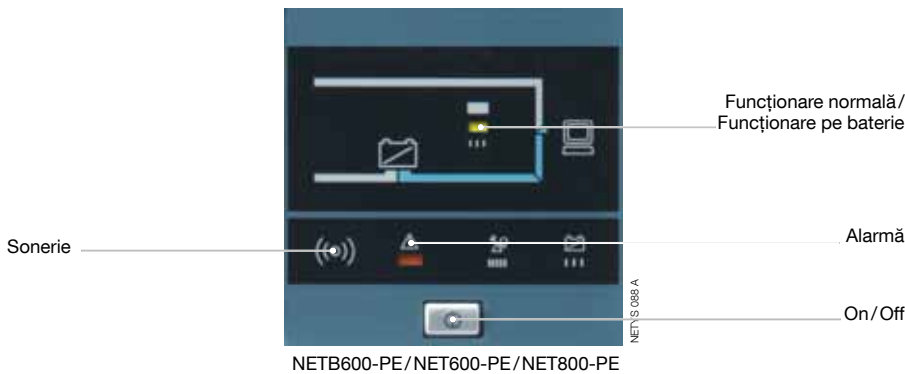 Funcționare normală/
Funcționare pe baterie
Sonerie
Alarmă
On/Off
NETYS 088 A
NETB600-PE/NET600-PE/NET800-PE